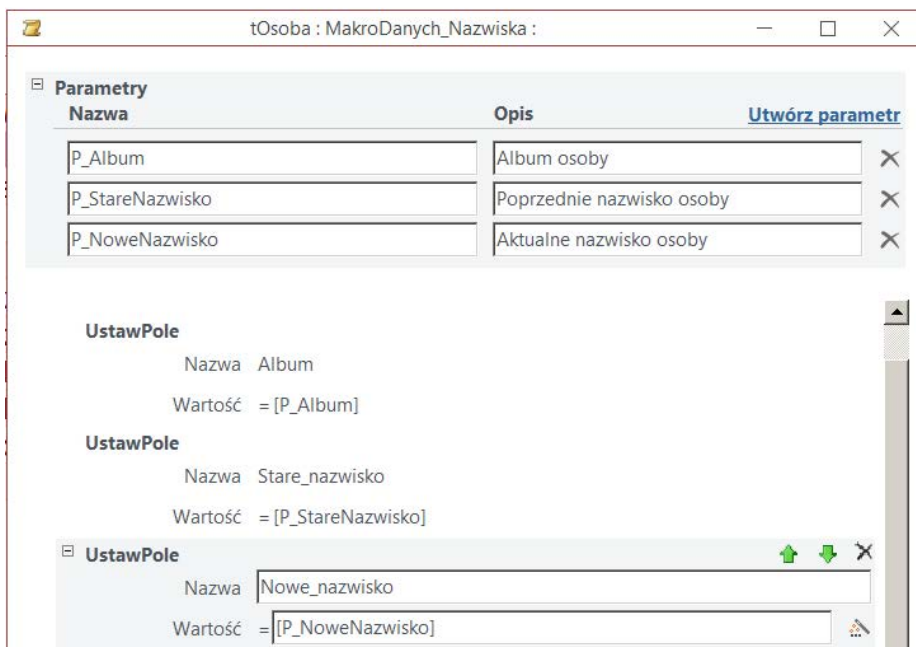 tOsoba : MakroDanych_Nazwiska :
Parametry
Nazwa Opis Utwórz parametr
P_Album Album osoby
P_StareNazwisko Poprzednie nazwisko osoby
P_NoweNazwisko Aktualne nazwisko osoby
UstawPole
Nazwa Album
Wartość = [P_Album]
UstawPole
Nazwa Stare_nazwisko
Wartość = [P_StareNazwisko]
UstawPole
Nazwa Nowe_nazwisko
Wartość = [P_NoweNazwisko]